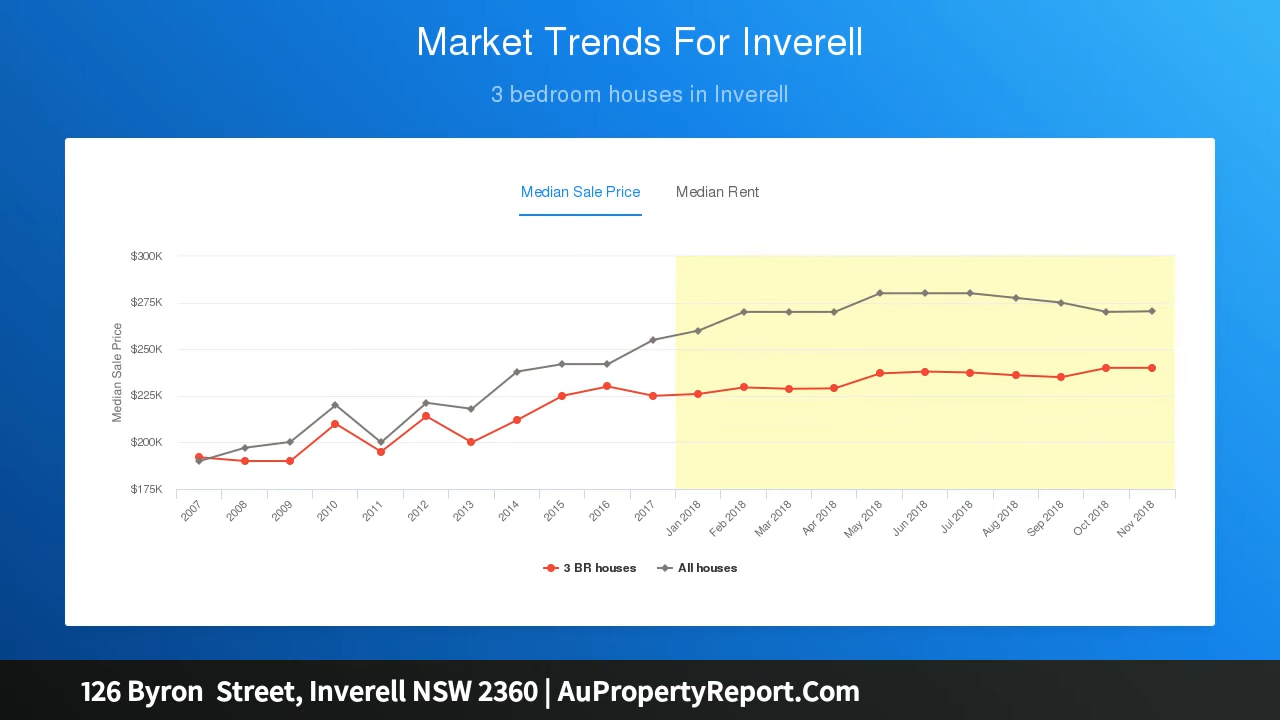 Market Trends For Inverell
3 bedroom houses in Inverell
Median Sale Price Median Rent
Median Sale Price
$300K
$275K
$250K
$225K
$200K
$175K
2007 2008 2009 2010 2011 2012 2013 2014 2015 2016 2017 Jan 2018 Feb 2018 Mar 2018 Apr 2018 May 2018 Jun 2018 Jul 2018 Aug 2018 Sep 2018 Oct 2018 Nov 2018
3 BR houses All houses
126 Byron  Street, Inverell NSW 2360 | AuPropertyReport.Com